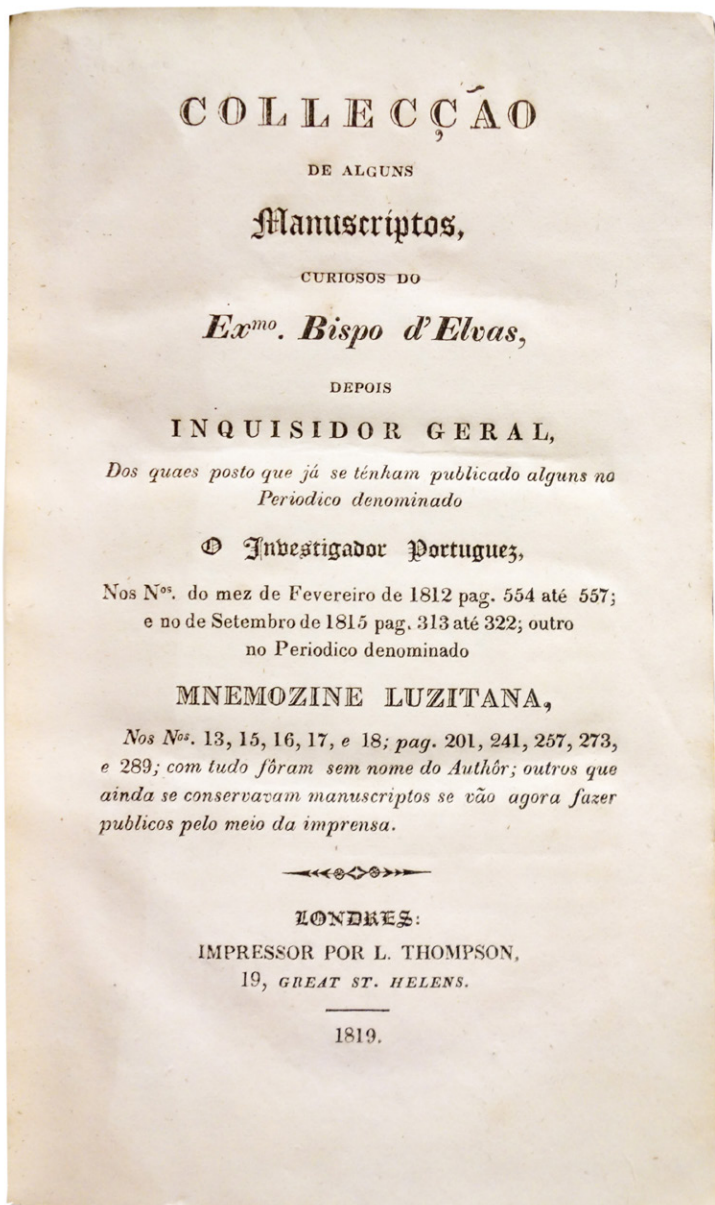 COLLECÇÃO
DE ALGUNS
Manuscriptos,
CURIOSOS DO
Exmo. Bispo d'Elvas,
DEPOIS
INQUISIDOR GERAL,
Dos quaes posto que já se ténham publicado alguns no
Periodico denominado
O Investigador Portuguez,
Nos Nos. do mez de Fevereiro de 1812 pag. 554 até 557;
e no de Setembro de 1815 pag. 313 até 322; outro
no Periodico denominado
MNEMOZINE LUZITANA,
Nos Nos. 13, 15, 16, 17, e 18; pag. 201, 241, 257, 273,
e 289; com tudo fôram sem nome do Authôr; outros que
ainda se conservavam manuscriptos se vão agora fazer
publicos pelo meio da imprensa.
LONDRES:
IMPRESSOR POR L. THOMPSON,
19, GREAT ST. HELENS.
1819.